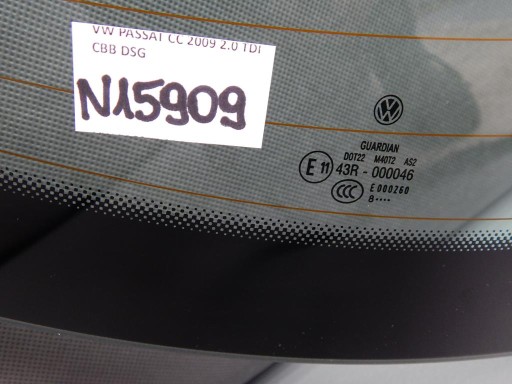 VW PASSAT CC 2009 2.0 TDI
CBB DSG
N15909
GUARDIAN
DOT22 M40T2 AS2
E 11 43R - 000046
CCC E000260
8····